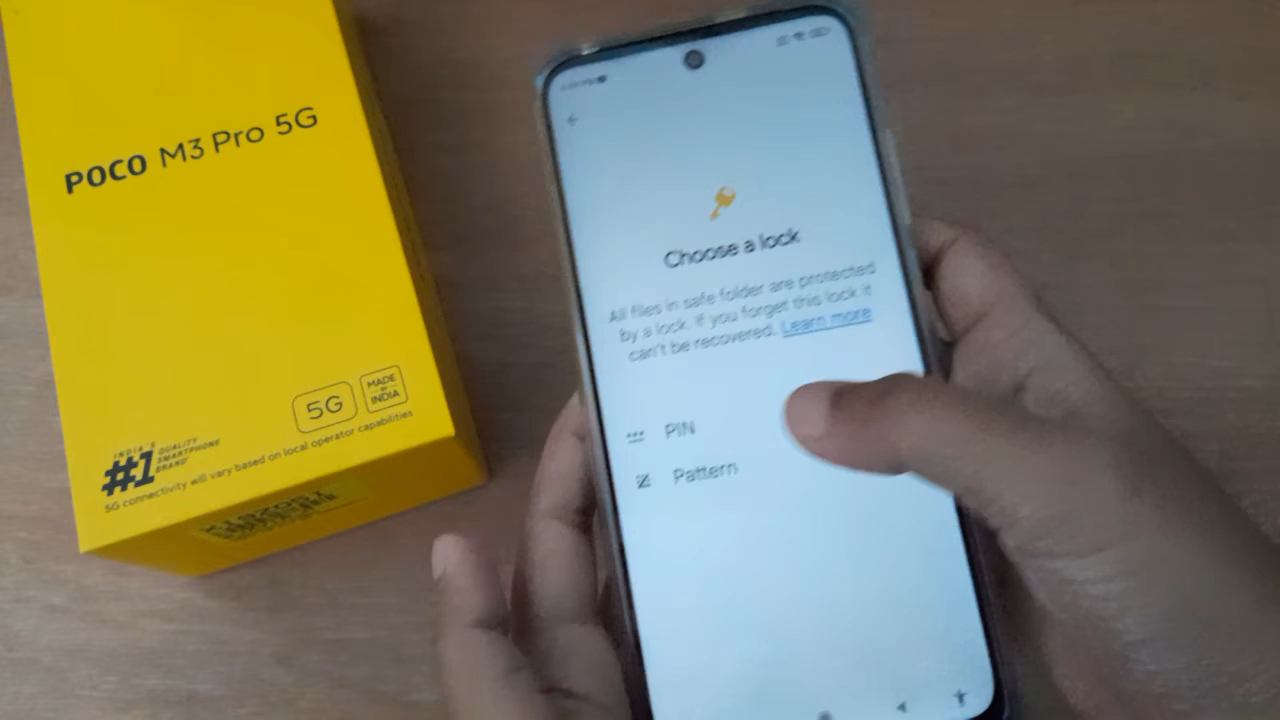 POCO M3 Pro 5G
5G
MADE
IN
INDIA
INDIA'S
#1 QUALITY
SMARTPHONE
BRAND*
5G connectivity will vary based on local operator capabilities
Choose a lock
All files in safe folder are protected
by a lock. If you forget this lock it
can't be recovered. Learn more
PIN
Pattern